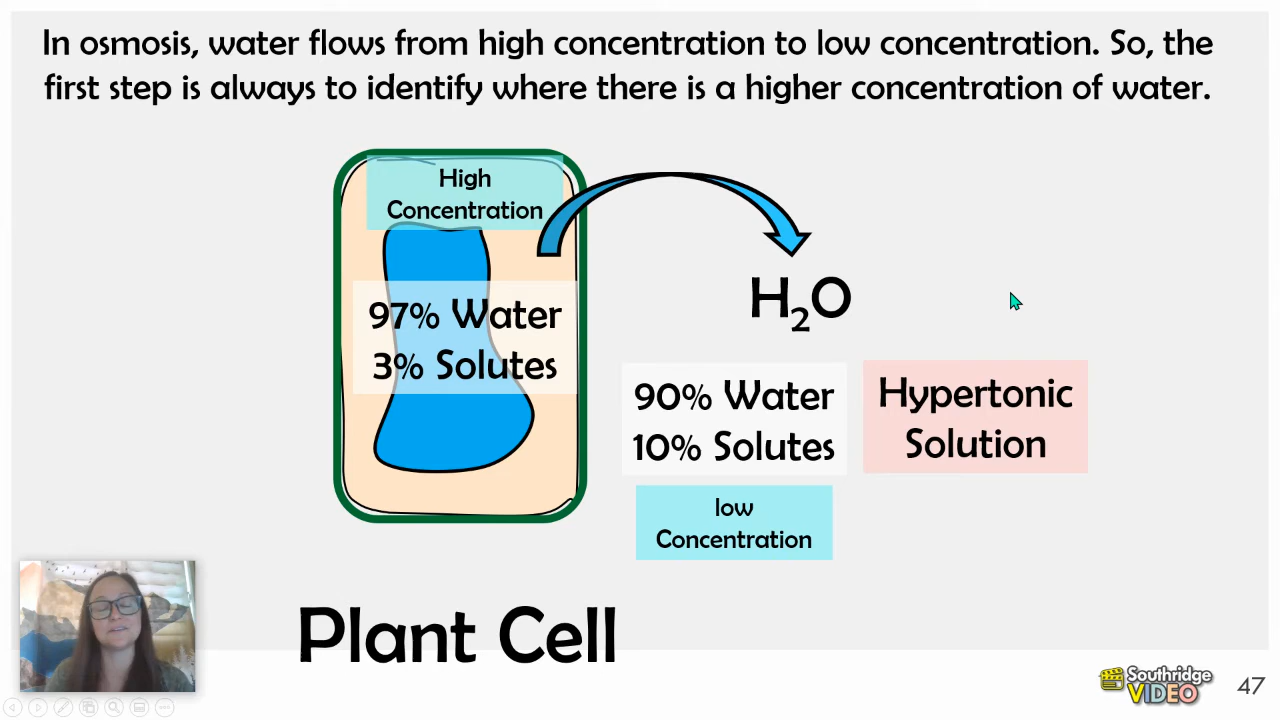 In osmosis, water flows from high concentration to low concentration. So, the
first step is always to identify where there is a higher concentration of water.
High
Concentration
97% Water
3% Solutes
H₂O
90% Water
10% Solutes
Hypertonic
Solution
low
Concentration
Plant Cell
Southridge
VIDEO
47